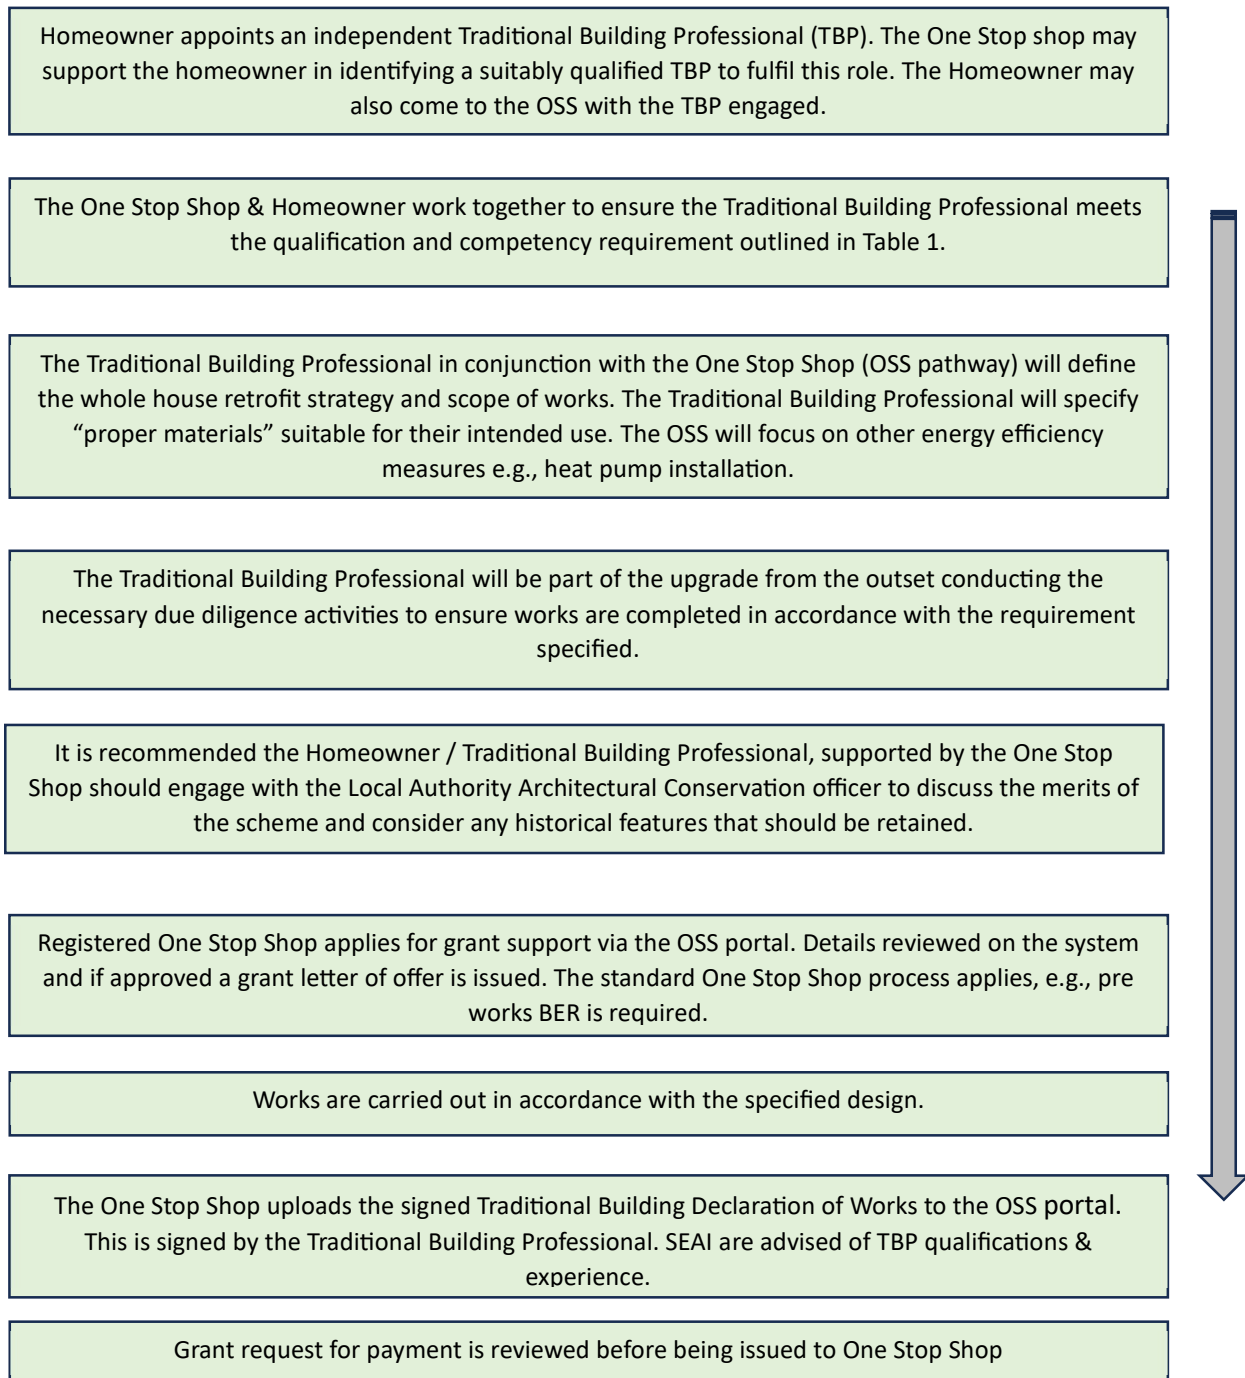 Homeowner appoints an independent Traditional Building Professional (TBP). The One Stop shop may
support the homeowner in identifying a suitably qualified TBP to fulfil this role. The Homeowner may
also come to the OSS with the TBP engaged.
The One Stop Shop & Homeowner work together to ensure the Traditional Building Professional meets
the qualification and competency requirement outlined in Table 1.
The Traditional Building Professional in conjunction with the One Stop Shop (OSS pathway) will define
the whole house retrofit strategy and scope of works. The Traditional Building Professional will specify
“proper materials” suitable for their intended use. The OSS will focus on other energy efficiency
measures e.g., heat pump installation.
The Traditional Building Professional will be part of the upgrade from the outset conducting the
necessary due diligence activities to ensure works are completed in accordance with the requirement
specified.
It is recommended the Homeowner / Traditional Building Professional, supported by the One Stop
Shop should engage with the Local Authority Architectural Conservation officer to discuss the merits of
the scheme and consider any historical features that should be retained.
Registered One Stop Shop applies for grant support via the OSS portal. Details reviewed on the system
and if approved a grant letter of offer is issued. The standard One Stop Shop process applies, e.g., pre
works BER is required.
Works are carried out in accordance with the specified design.
The One Stop Shop uploads the signed Traditional Building Declaration of Works to the OSS portal.
This is signed by the Traditional Building Professional. SEAI are advised of TBP qualifications &
experience.
Grant request for payment is reviewed before being issued to One Stop Shop